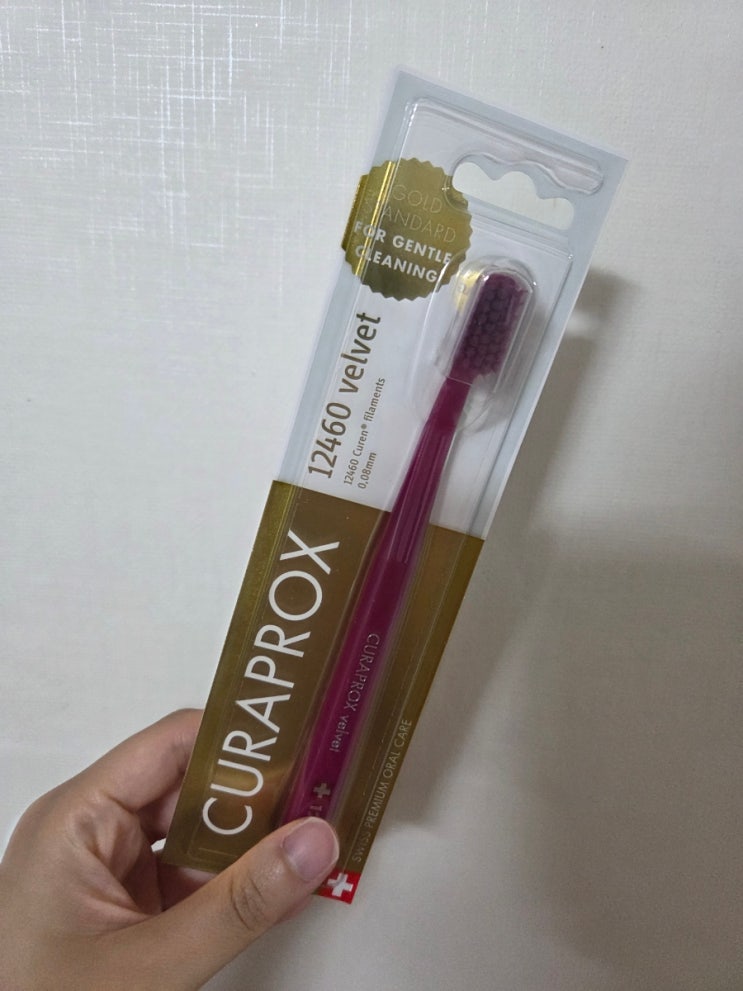 GOLD
STANDARD
FOR GENTLE
CLEANING
12460 velvet
12460 Curen® filaments
0,08mm
CURAPROX
CURAPROX velvet
SWISS PREMIUM ORAL CARE